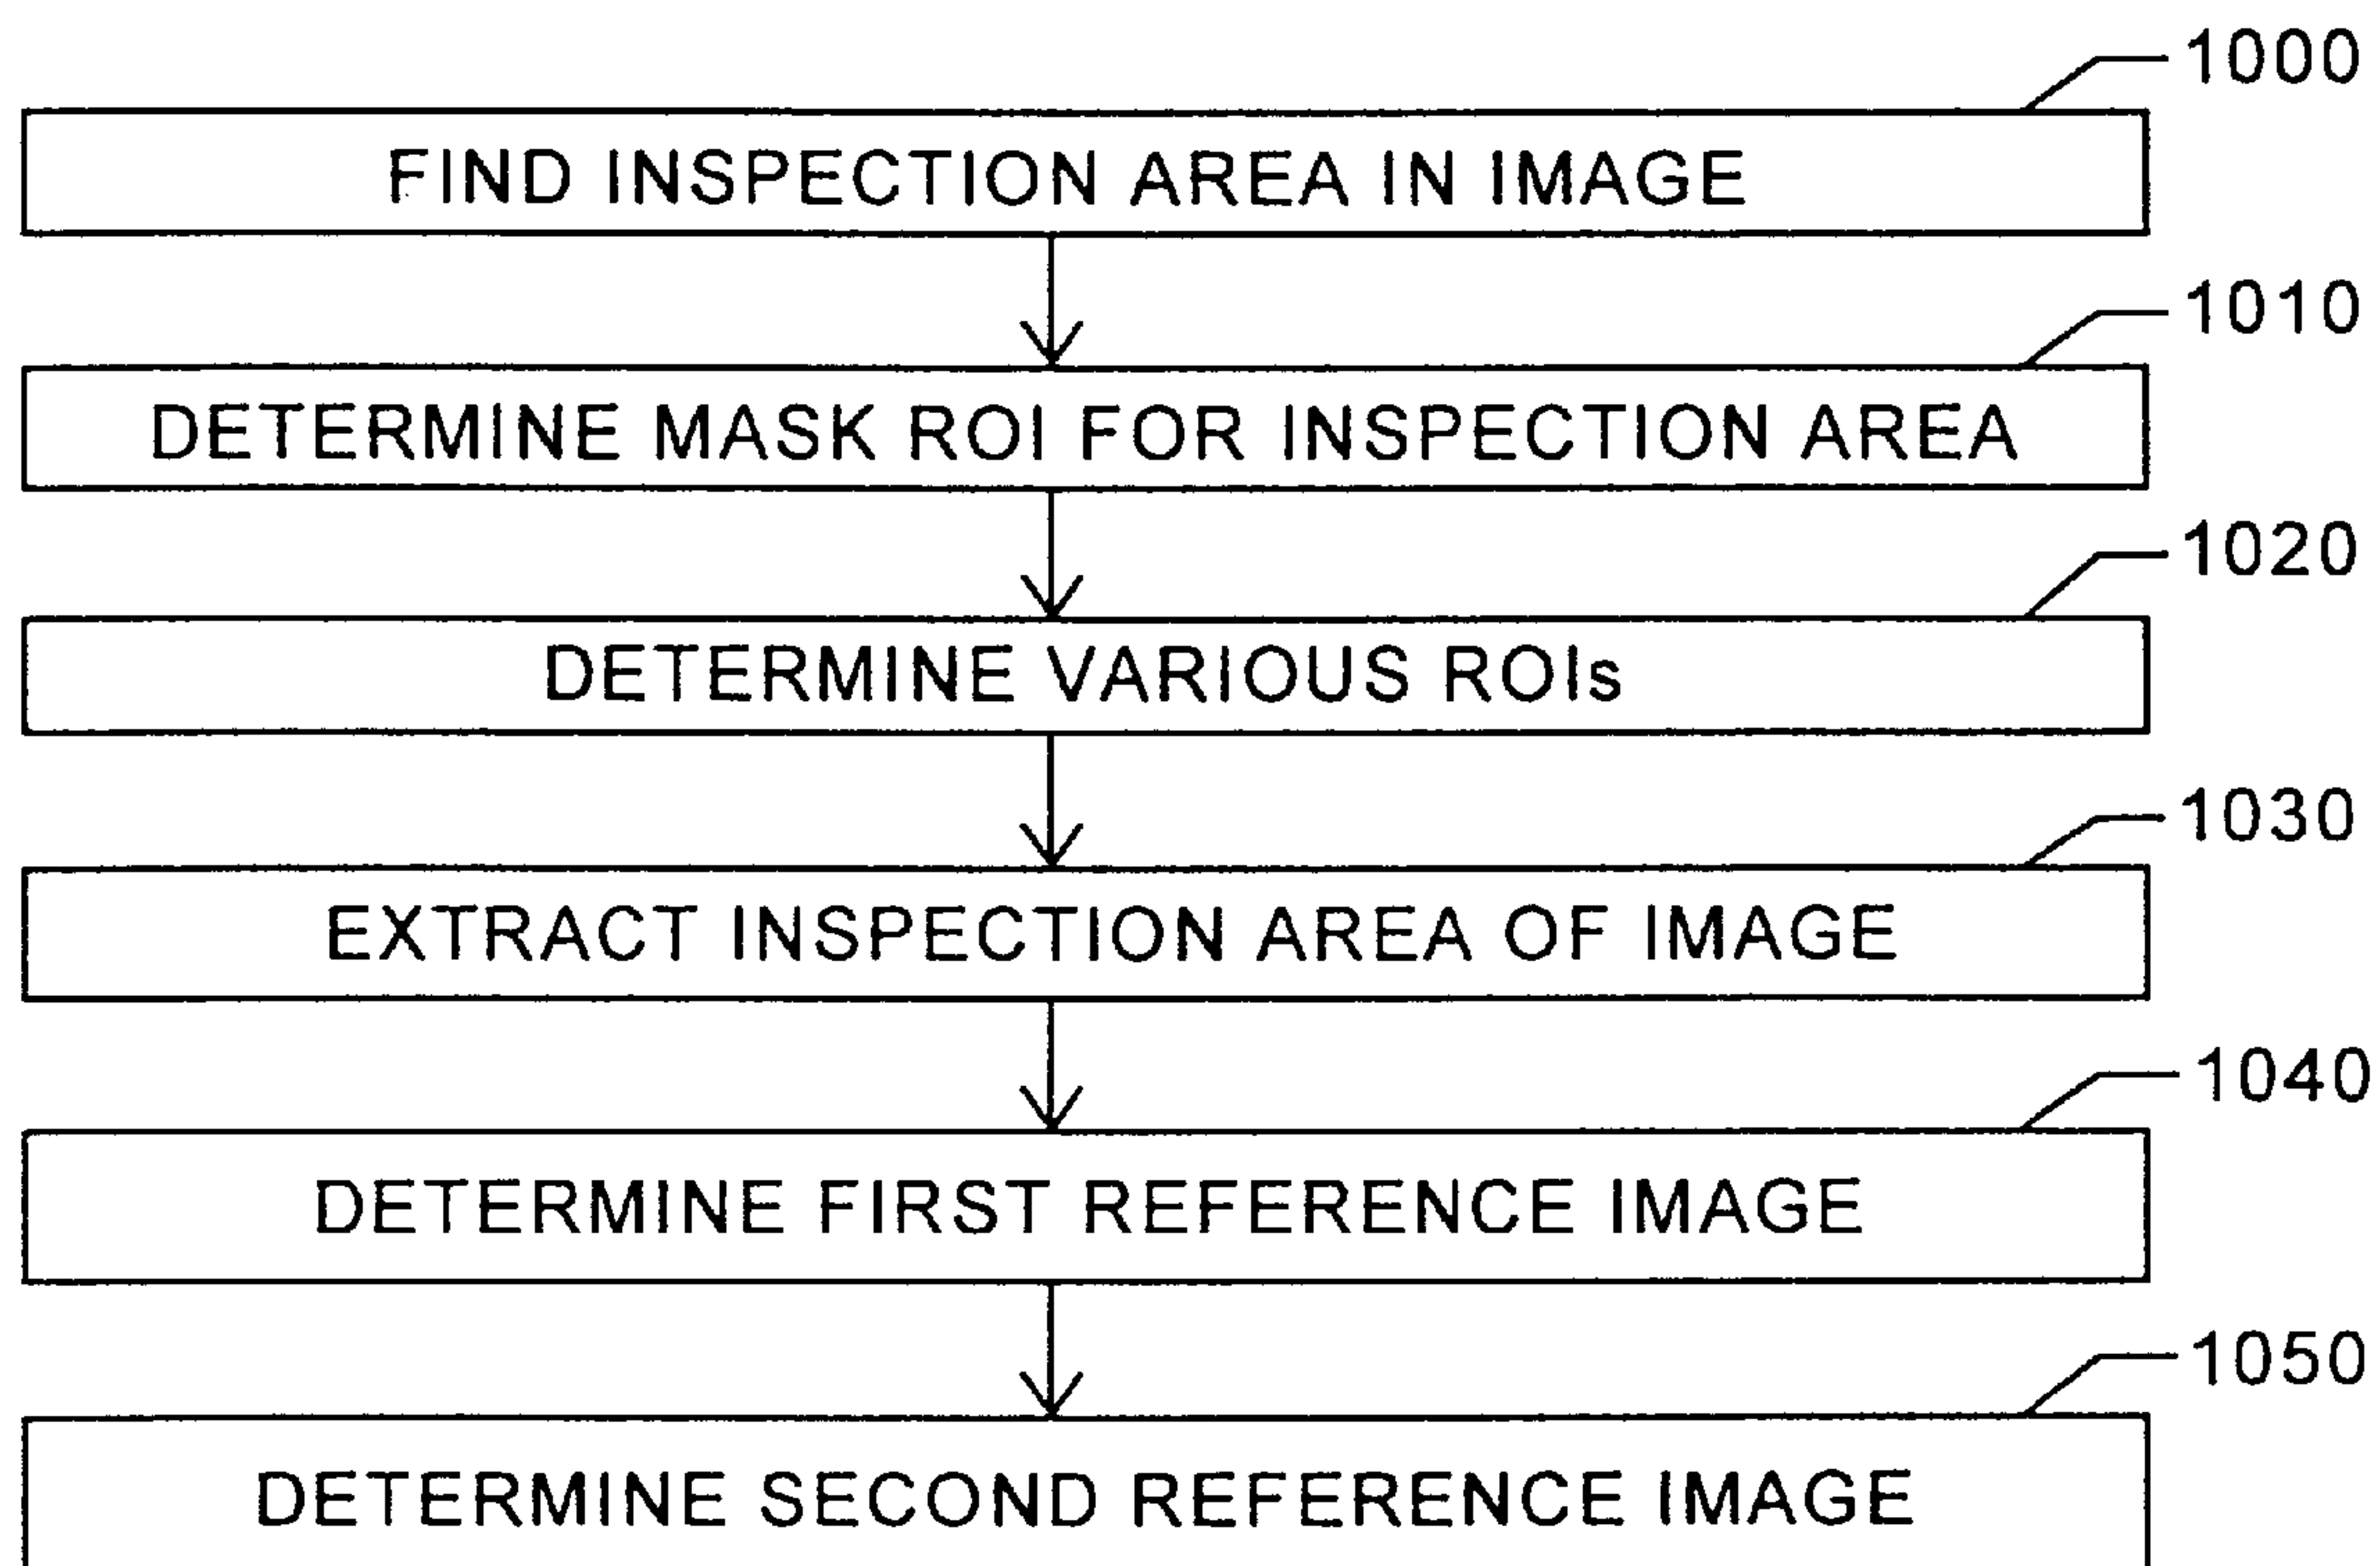 1000
FIND INSPECTION AREA IN IMAGE
1010
DETERMINE MASK ROI FOR INSPECTION AREA
1020
DETERMINE VARIOUS ROIs
1030
EXTRACT INSPECTION AREA OF IMAGE
1040
DETERMINE FIRST REFERENCE IMAGE
1050
DETERMINE SECOND REFERENCE IMAGE